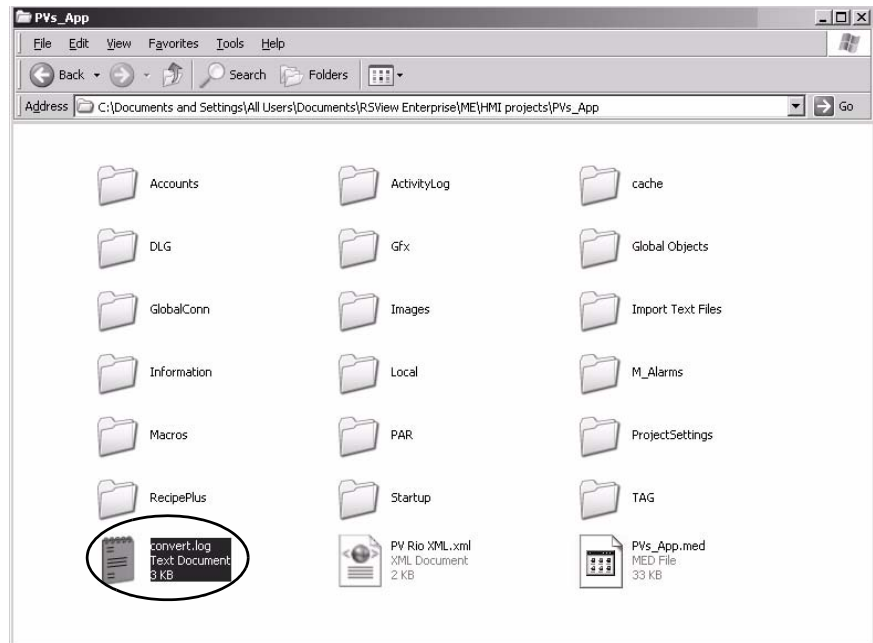 PVs_App
File Edit View Favorites Tools Help
Back Search Folders
Address C:\Documents and Settings\All Users\Documents\RSView Enterprise\ME\HMI projects\PVs_App Go
Accounts ActivityLog cache
DLG Gfx Global Objects
GlobalConn Images Import Text Files
Information Local M_Alarms
Macros PAR ProjectSettings
RecipePlus Startup TAG
convert.log
Text Document
3 KB
PV Rio XML.xml
XML Document
2 KB
PVs_App.med
MED File
33 KB